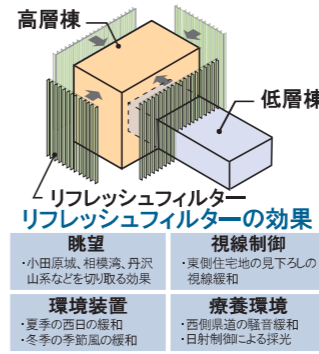 高層棟
低層棟
リフレッシュフィルター
リフレッシュフィルターの効果
眺望
・小田原城、相模湾、丹沢
山系などを切り取る効果
視線制御
・東側住宅地の見下ろしの
視線緩和
環境装置
・夏季の西日の緩和
・冬季の季節風の緩和
療養環境
・西側県道の騒音緩和
・日射制御による採光